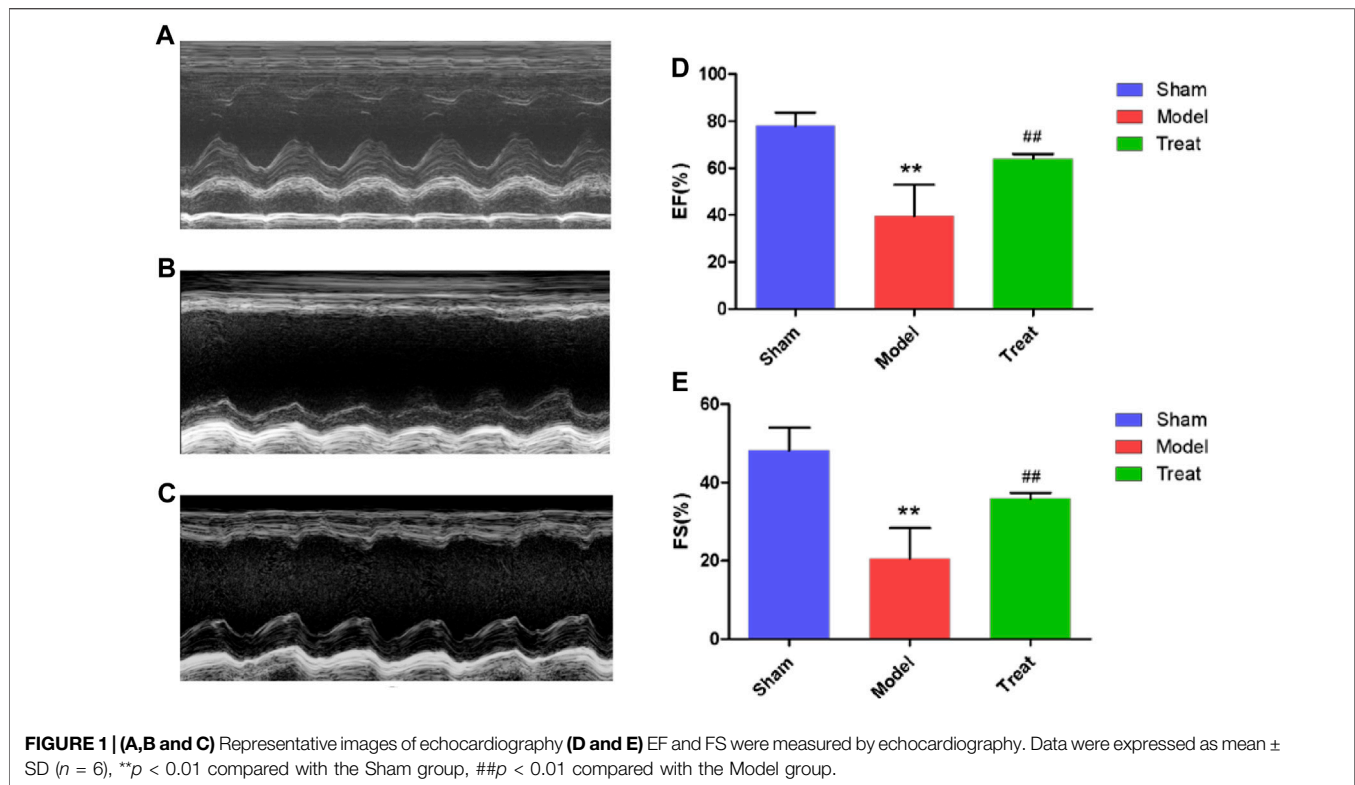 A
B
C
D
100
80
60
40
20
0
EF(%)
**
##
Sham
Model
Treat
Sham
Model
Treat
E
60
40
20
0
FS(%)
**
##
Sham
Model
Treat
Sham
Model
Treat
FIGURE 1 | (A,B and C) Representative images of echocardiography (D and E) EF and FS were measured by echocardiography. Data were expressed as mean ±
SD (n = 6), **p < 0.01 compared with the Sham group, ##p < 0.01 compared with the Model group.